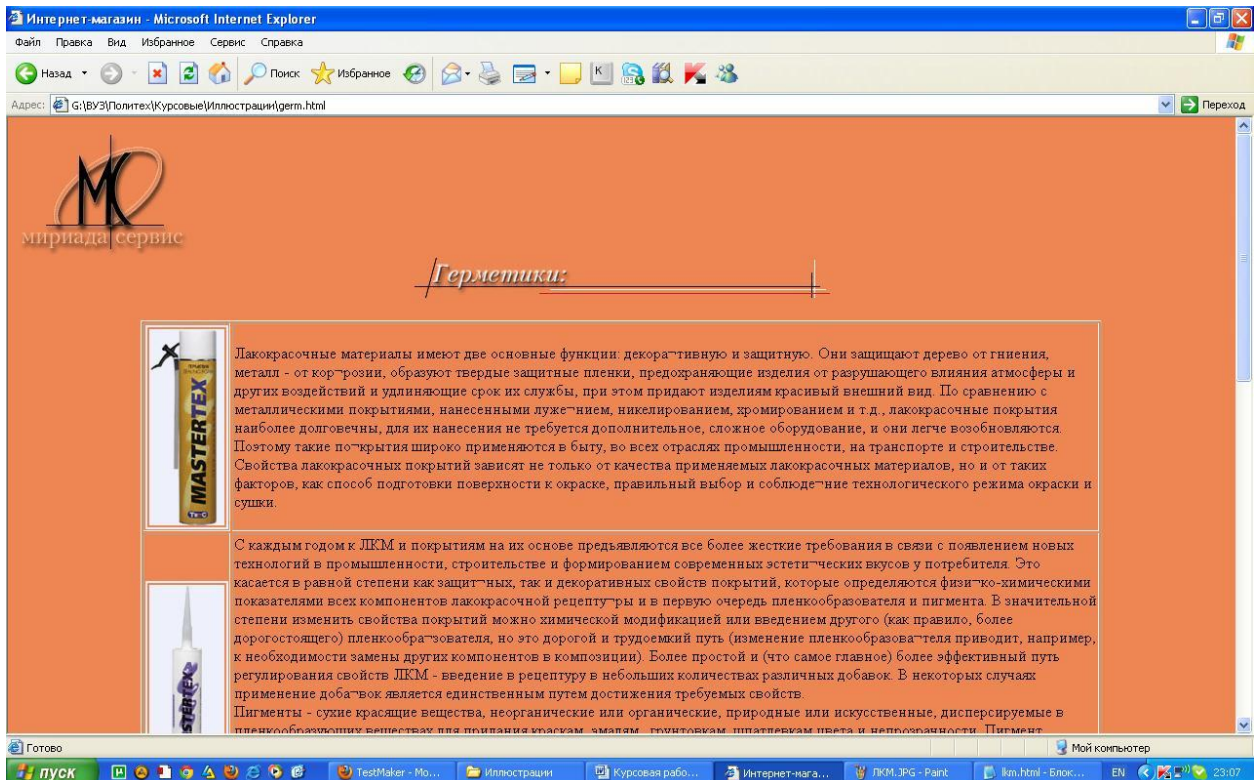 Интернет-магазин - Microsoft Internet Explorer
Файл Правка Вид Избранное Сервис Справка
Назад Поиск Избранное
Адрес: G:\ВУЗ\Политех\Курсовые\Иллюстрации\germ.html Переход
МС
мириада сервис
Герметики:
MASTERTEX
Лакокрасочные материалы имеют две основные функции: декора¬тивную и защитную. Они защищают дерево от гниения,
металл - от кор¬розии, образуют твердые защитные пленки, предохраняющие изделия от разрушающего влияния атмосферы и
других воздействий и удлиняющие срок их службы, при этом придают изделиям красивый внешний вид. По сравнению с
металлическими покрытиями, нанесенными луже¬нием, никелированием, хромированием и т.д., лакокрасочные покрытия
наиболее долговечны, для их нанесения не требуется дополнительное, сложное оборудование, и они легче возобновляются.
Поэтому такие по¬крытия широко применяются в быту, во всех отраслях промышленности, на транспорте и строительстве.
Свойства лакокрасочных покрытий зависят не только от качества применяемых лакокрасочных материалов, но и от таких
факторов, как способ подготовки поверхности к окраске, правильный выбор и соблюде¬ние технологического режима окраски и
сушки.
MASTERTEX
С каждым годом к ЛКМ и покрытиям на их основе предъявляются все более жесткие требования в связи с появлением новых
технологий в промышленности, строительстве и формированием современных эстети¬ческих вкусов у потребителя. Это
касается в равной степени как защит¬ных, так и декоративных свойств покрытий, которые определяются физи¬ко-химическими
показателями всех компонентов лакокрасочной рецепту¬ры и в первую очередь пленкообразователя и пигмента. В значительной
степени изменить свойства покрытий можно химической модификацией или введением другого (как правило, более
дорогостоящего) пленкообра¬зователя, но это дорогой и трудоемкий путь (изменение пленкообразова¬теля приводит, например,
к необходимости замены других компонентов в композиции). Более простой и (что самое главное) более эффективный путь
регулирования свойств ЛКМ - введение в рецептуру в небольших количествах различных добавок. В некоторых случаях
применение доба¬вок является единственным путем достижения требуемых свойств.
Пигменты - сухие красящие вещества, неорганические или органические, природные или искусственные, дисперсируемые в
пленкообразующих веществах для придания краскам, эмалям, грунтовкам, шпатлевкам цвета и непрозрачности. Пигмент
Готово Мой компьютер
пуск TestMaker - Mo... Иллюстрации Курсовая рабо... Интернет-мага... ЛКМ.JPG - Paint lkm.html - Блок... EN 23:07